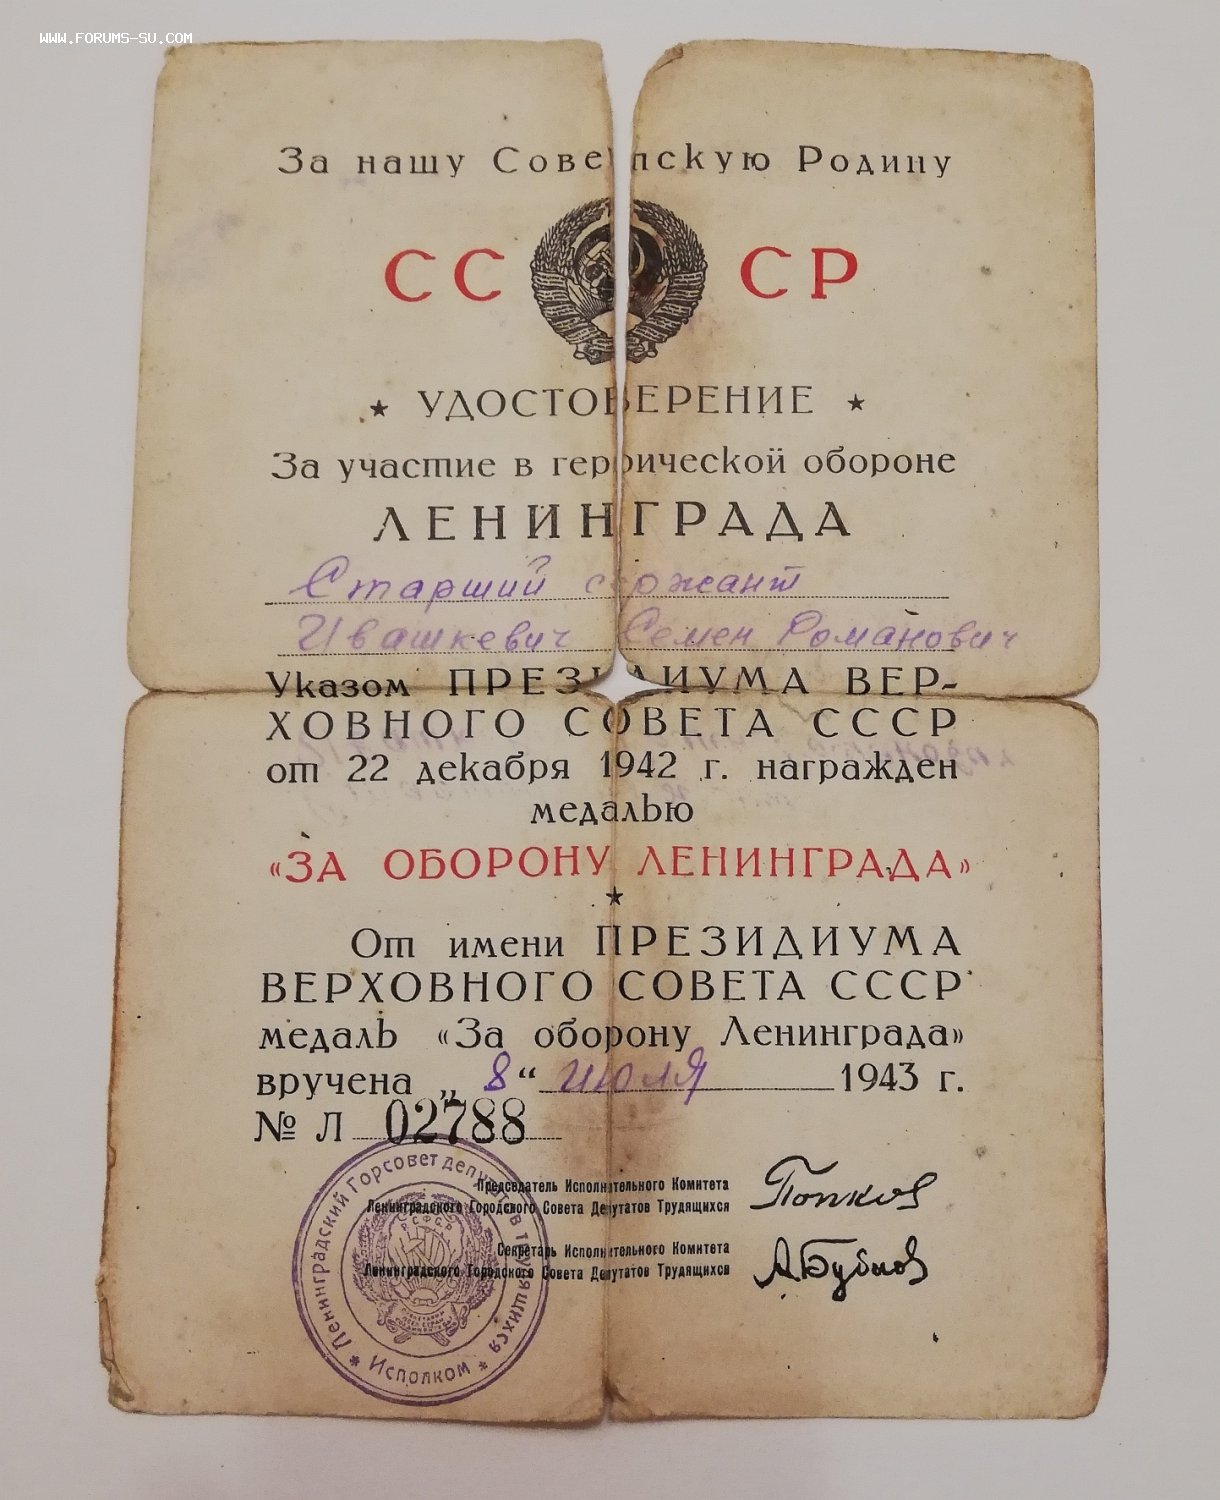 WWW.FORUMS-SU.COM
За нашу Советскую Родину
СССР
★ УДОСТОВЕРЕНИЕ ★
За участие в героической обороне
ЛЕНИНГРАДА
Старший сержант
Ивашкевич Семен Романович
Указом ПРЕЗИДИУМА ВЕР-
ХОВНОГО СОВЕТА СССР
от 22 декабря 1942 г. награжден
медалью
«ЗА ОБОРОНУ ЛЕНИНГРАДА»
★
От имени ПРЕЗИДИУМА
ВЕРХОВНОГО СОВЕТА СССР
медаль «За оборону Ленинграда»
вручена „8“ июля 1943 г.
№ Л 02788
Председатель Исполнительного Комитета
Ленинградского Городского Совета Депутатов Трудящихся
Попков
Секретарь Исполнительного Комитета
Ленинградского Городского Совета Депутатов Трудящихся
А.Бубнов
Ленинградский Горсовет депутатов трудящихся
* Исполком *
РСФСР